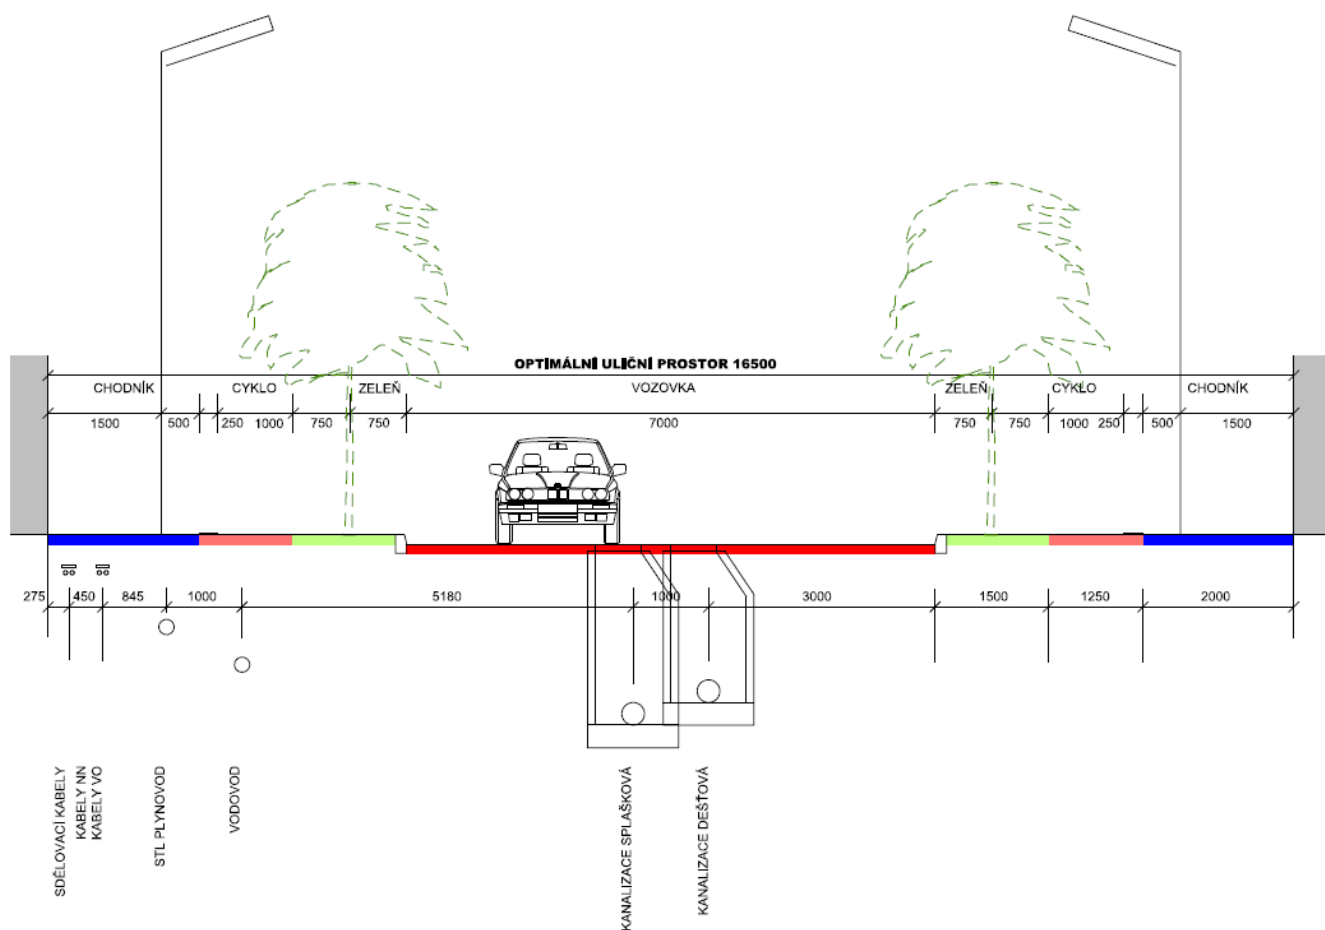 OPTIMÁLNÍ ULIČNÍ PROSTOR 16500
CHODNÍK CYKLO ZELEŇ VOZOVKA ZELEŇ CYKLO CHODNÍK
1500 500 250 1000 750 750 7000 750 750 1000 250 500 1500
275 450 845 1000 5180 1000 3000 1500 1250 2000
SDĚLOVACÍ KABELY
KABELY NN
KABELY VO
STL PLYNOVOD
VODOVOD
KANALIZACE SPLAŠKOVÁ
KANALIZACE DEŠŤOVÁ